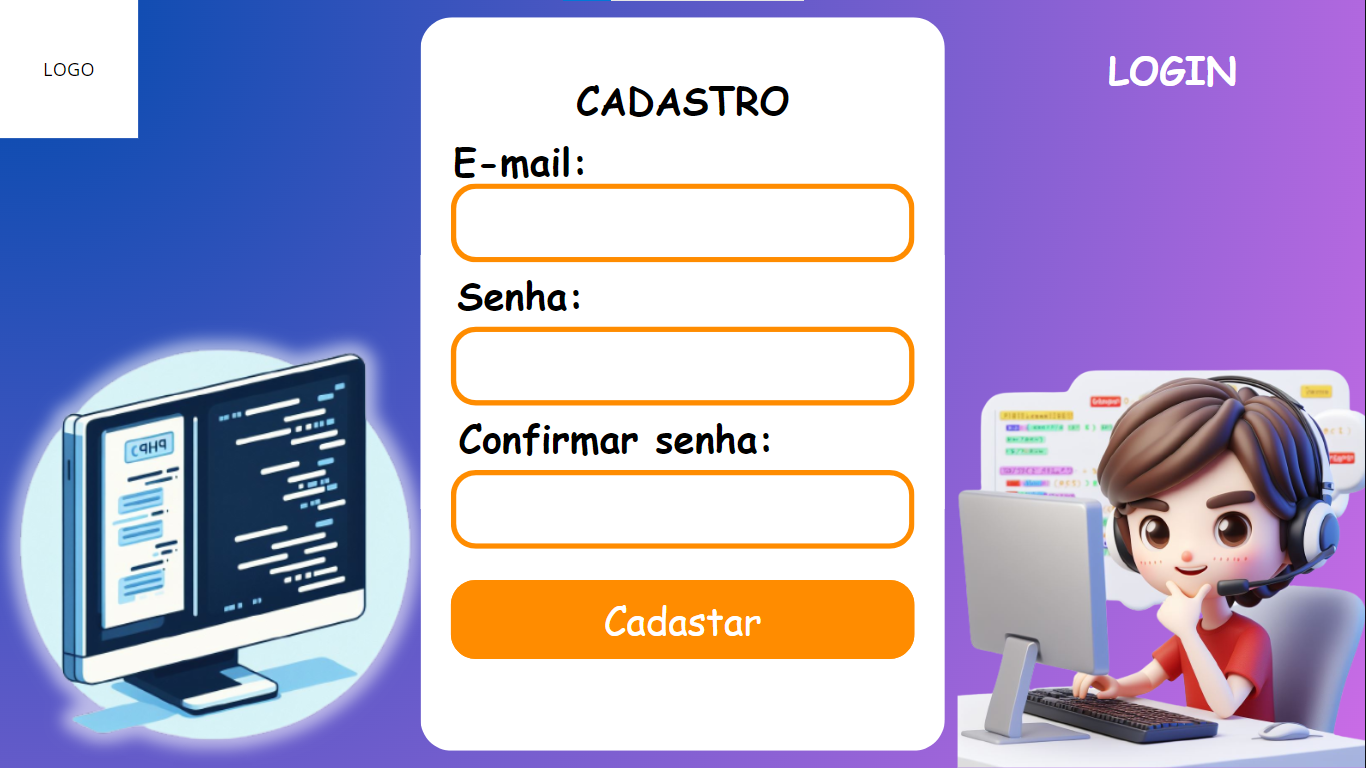 LOGO
LOGIN
CADASTRO
E-mail:
Senha:
Confirmar senha:
Cadastar
PHP